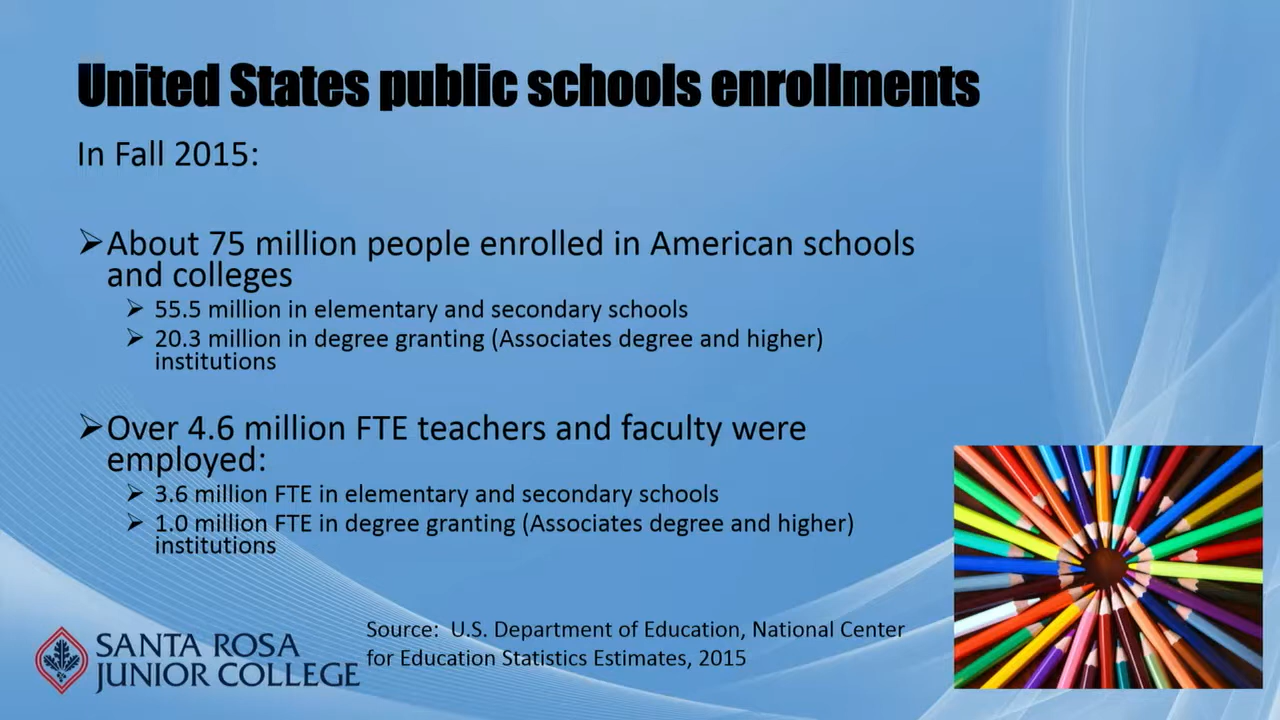 United States public schools enrollments
In Fall 2015:
➢About 75 million people enrolled in American schools
and colleges
➢ 55.5 million in elementary and secondary schools
➢ 20.3 million in degree granting (Associates degree and higher)
institutions
➢Over 4.6 million FTE teachers and faculty were
employed:
➢ 3.6 million FTE in elementary and secondary schools
➢ 1.0 million FTE in degree granting (Associates degree and higher)
institutions
Source: U.S. Department of Education, National Center
for Education Statistics Estimates, 2015
SANTA ROSA
JUNIOR COLLEGE